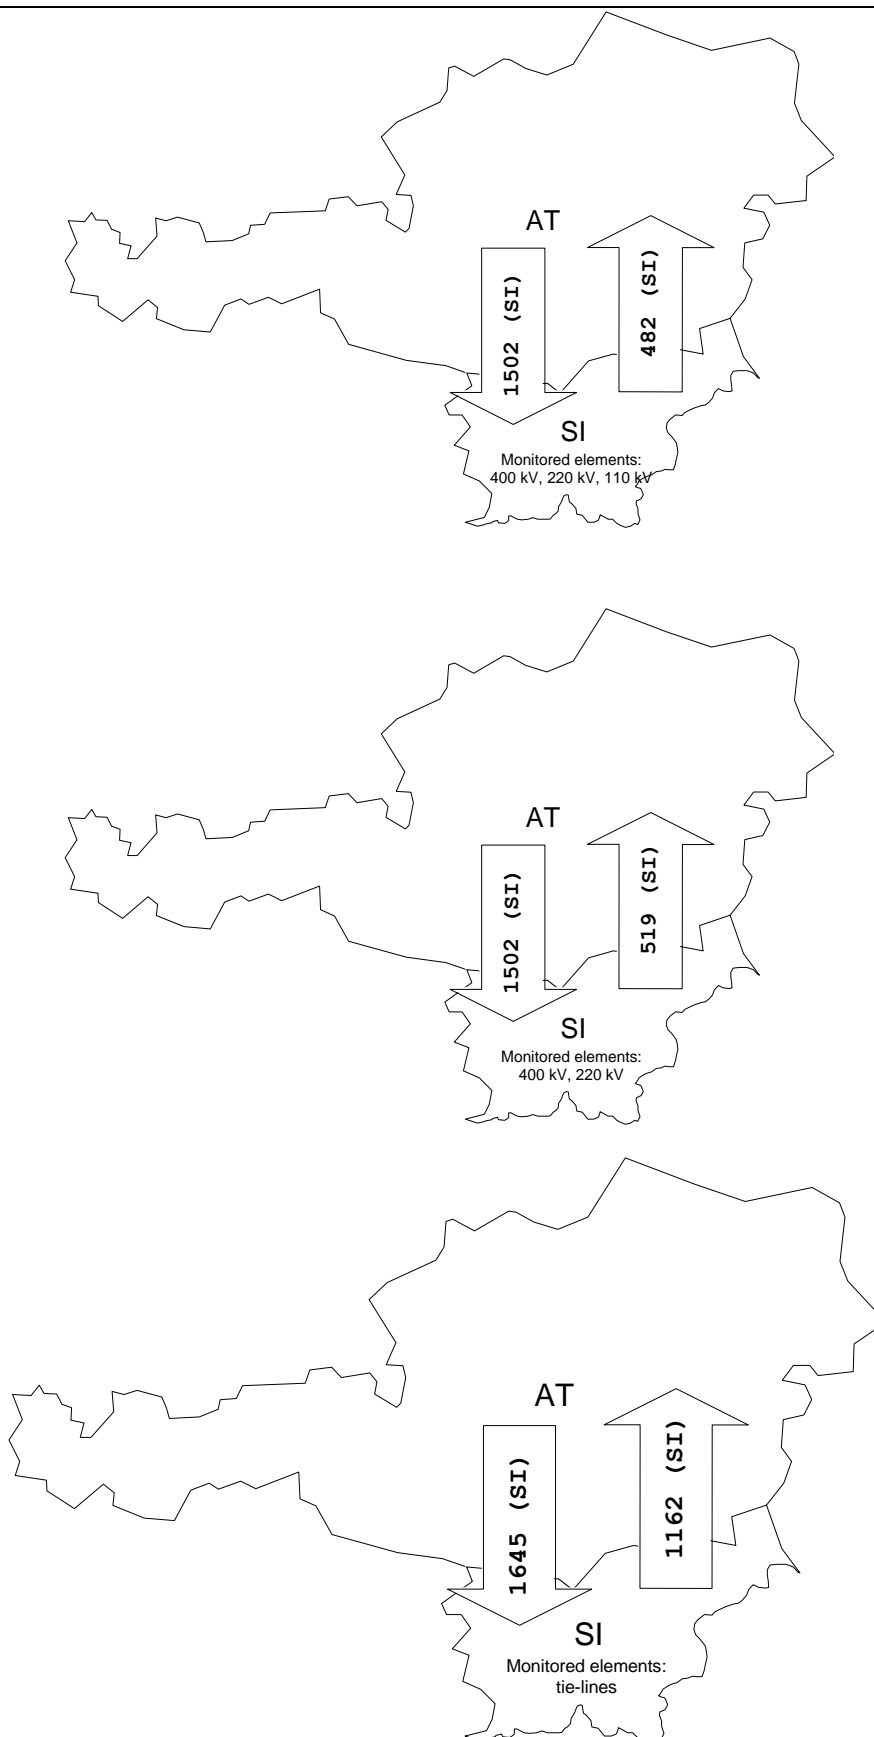 AT
1502 (SI)
482 (SI)
SI
Monitored elements:
400 kV, 220 kV, 110 kV
AT
1502 (SI)
519 (SI)
SI
Monitored elements:
400 kV, 220 kV
AT
1645 (SI)
1162 (SI)
SI
Monitored elements:
tie-lines